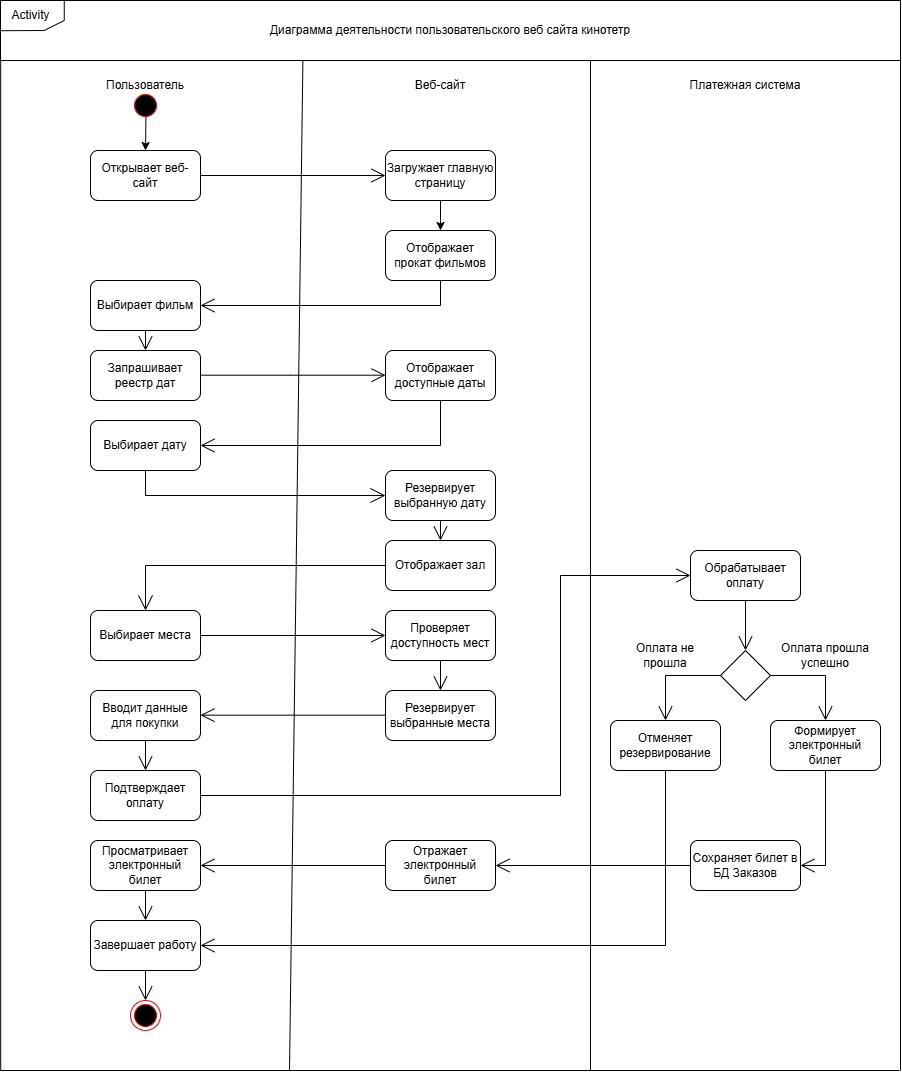 Activity
Диаграмма деятельности пользовательского веб сайта кинотетр
Пользователь
Веб-сайт
Платежная система
Открывает веб-
сайт
Загружает главную
страницу
Отображает
прокат фильмов
Выбирает фильм
Запрашивает
реестр дат
Отображает
доступные даты
Выбирает дату
Резервирует
выбранную дату
Отображает зал
Обрабатывает
оплату
Выбирает места
Проверяет
доступность мест
Оплата не
прошла
Оплата прошла
успешно
Вводит данные
для покупки
Резервирует
выбранные места
Отменяет
резервирование
Формирует
электронный
билет
Подтверждает
оплату
Просматривает
электронный
билет
Отражает
электронный
билет
Сохраняет билет в
БД Заказов
Завершает работу